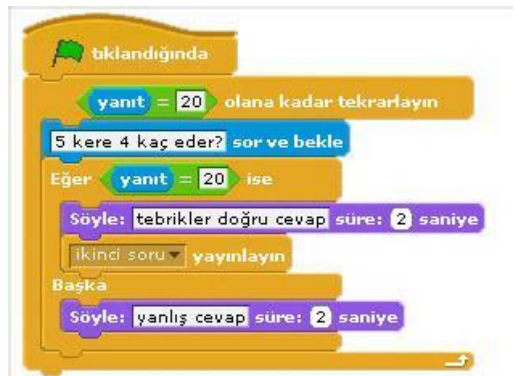 tıklandığında
yanıt = 20 olana kadar tekrarlayın
5 kere 4 kaç eder? sor ve bekle
Eğer yanıt = 20 ise
Söyle: tebrikler doğru cevap süre: 2 saniye
ikinci soru yayınlayın
Başka
Söyle: yanlış cevap süre: 2 saniye